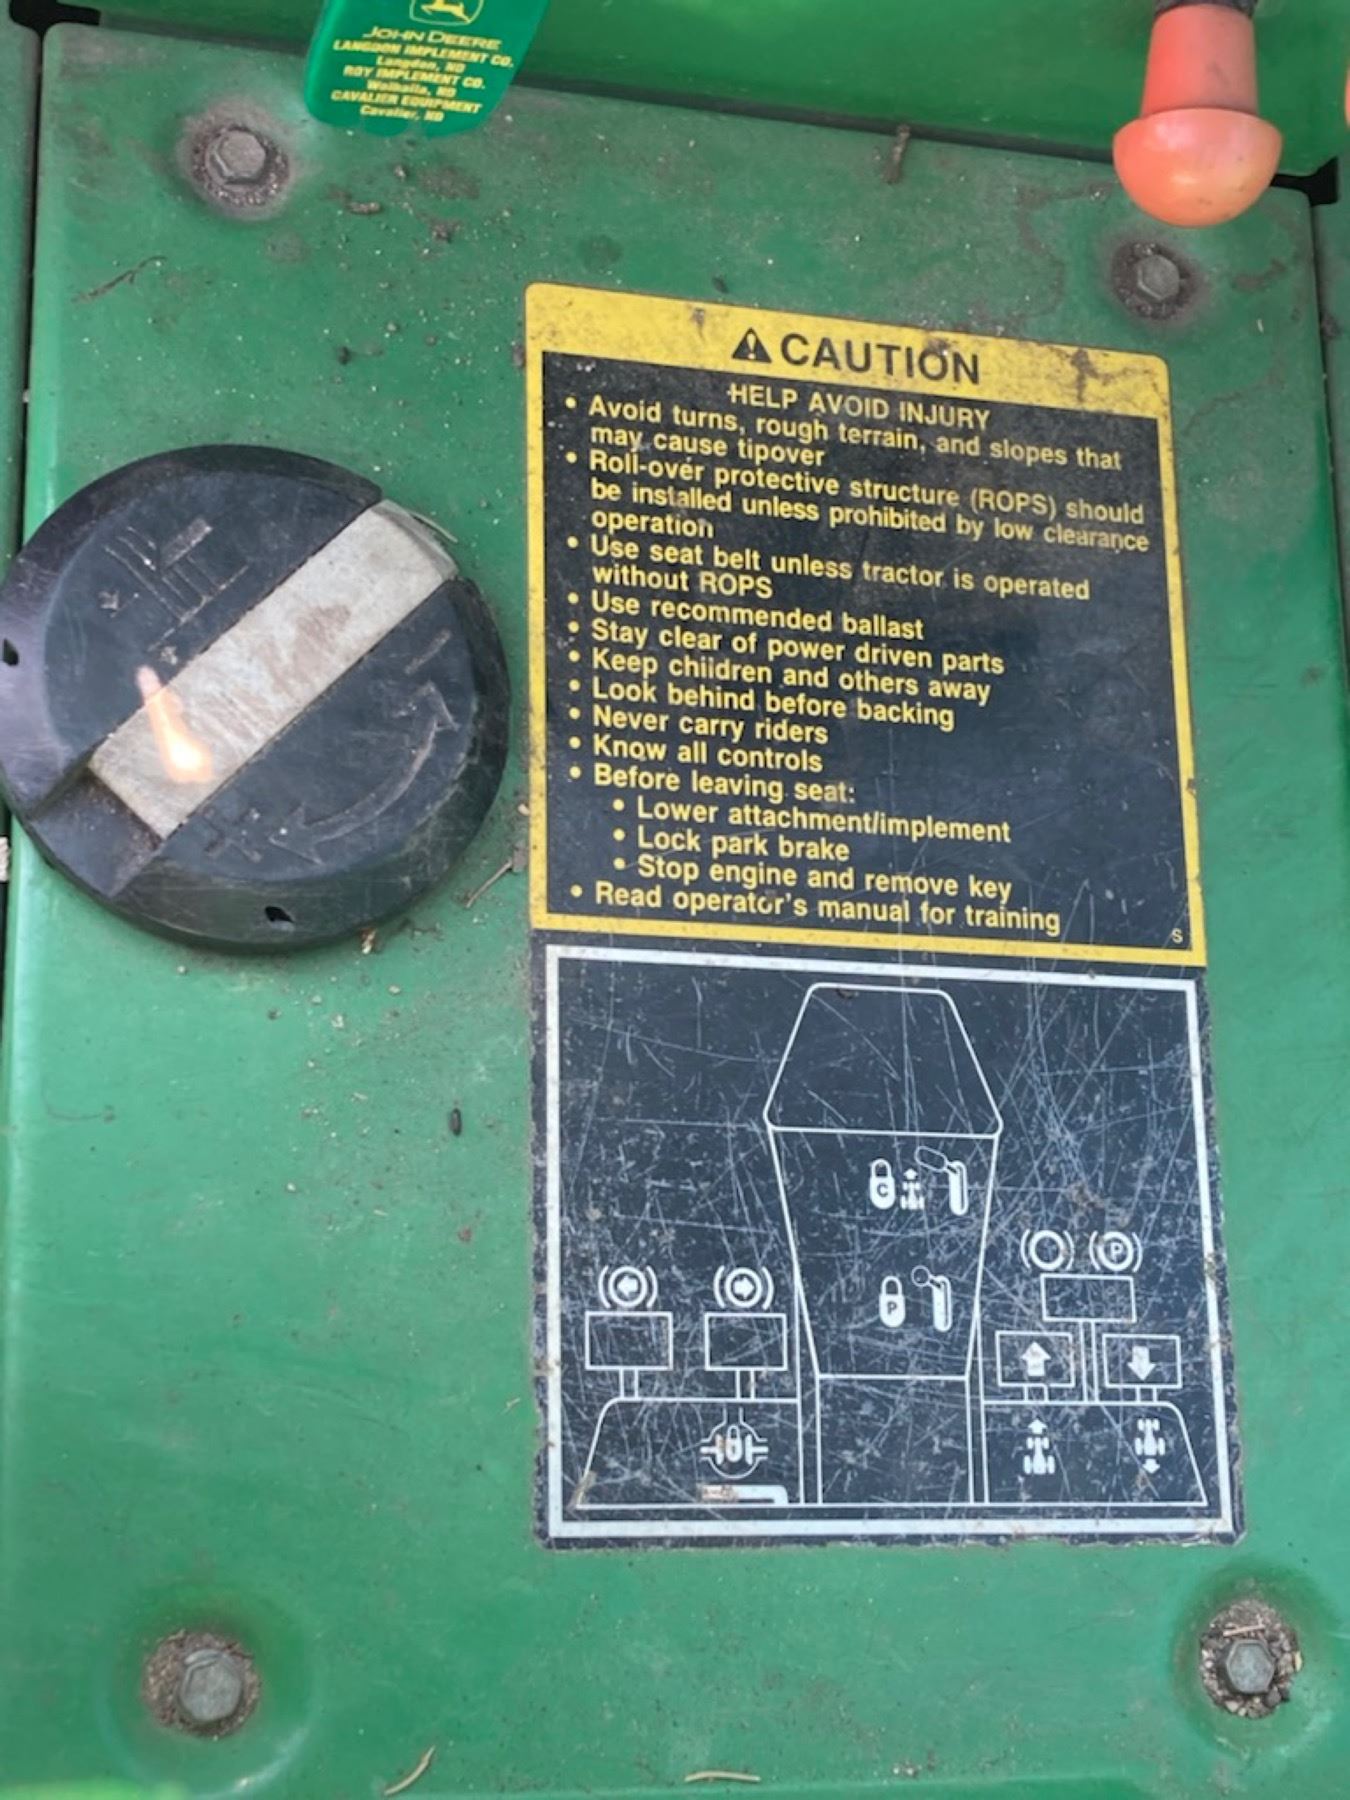 JOHN DEERE
LANGDON IMPLEMENT CO.
Langdon, ND
ROY IMPLEMENT CO.
Walhalla, ND
CAVALIER EQUIPMENT
Cavalier, ND
CAUTION
HELP AVOID INJURY
• Avoid turns, rough terrain, and slopes that
may cause tipover
• Roll-over protective structure (ROPS) should
be installed unless prohibited by low clearance
operation
• Use seat belt unless tractor is operated
without ROPS
• Use recommended ballast
• Stay clear of power driven parts
• Keep children and others away
• Look behind before backing
• Never carry riders
• Know all controls
• Before leaving seat:
• Lower attachment/implement
• Lock park brake
• Stop engine and remove key
• Read operator's manual for training
S
C
P
P